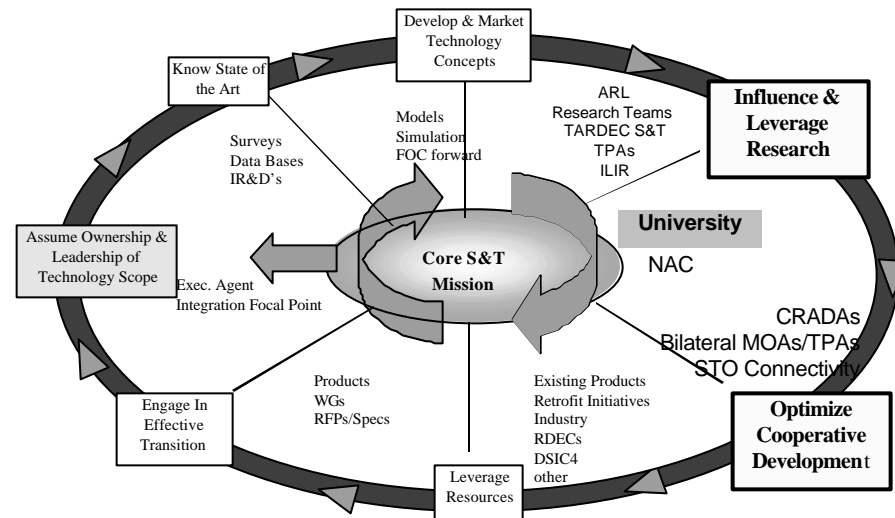 Develop & Market
Technology
Concepts
Know State of
the Art
ARL
Research Teams
TARDEC S&T
TPAs
ILIR
Influence &
Leverage
Research
Models
Simulation
FOC forward
Surveys
Data Bases
IR&D's
University
NAC
Assume Ownership &
Leadership of
Technology Scope
Core S&T
Mission
Exec. Agent
Integration Focal Point
CRADAs
Bilateral MOAs/TPAs
STO Connectivity
Products
WGs
RFPs/Specs
Existing Products
Retrofit Initiatives
Industry
RDECs
DSIC4
other
Engage In
Effective
Transition
Optimize
Cooperative
Development
Leverage
Resources